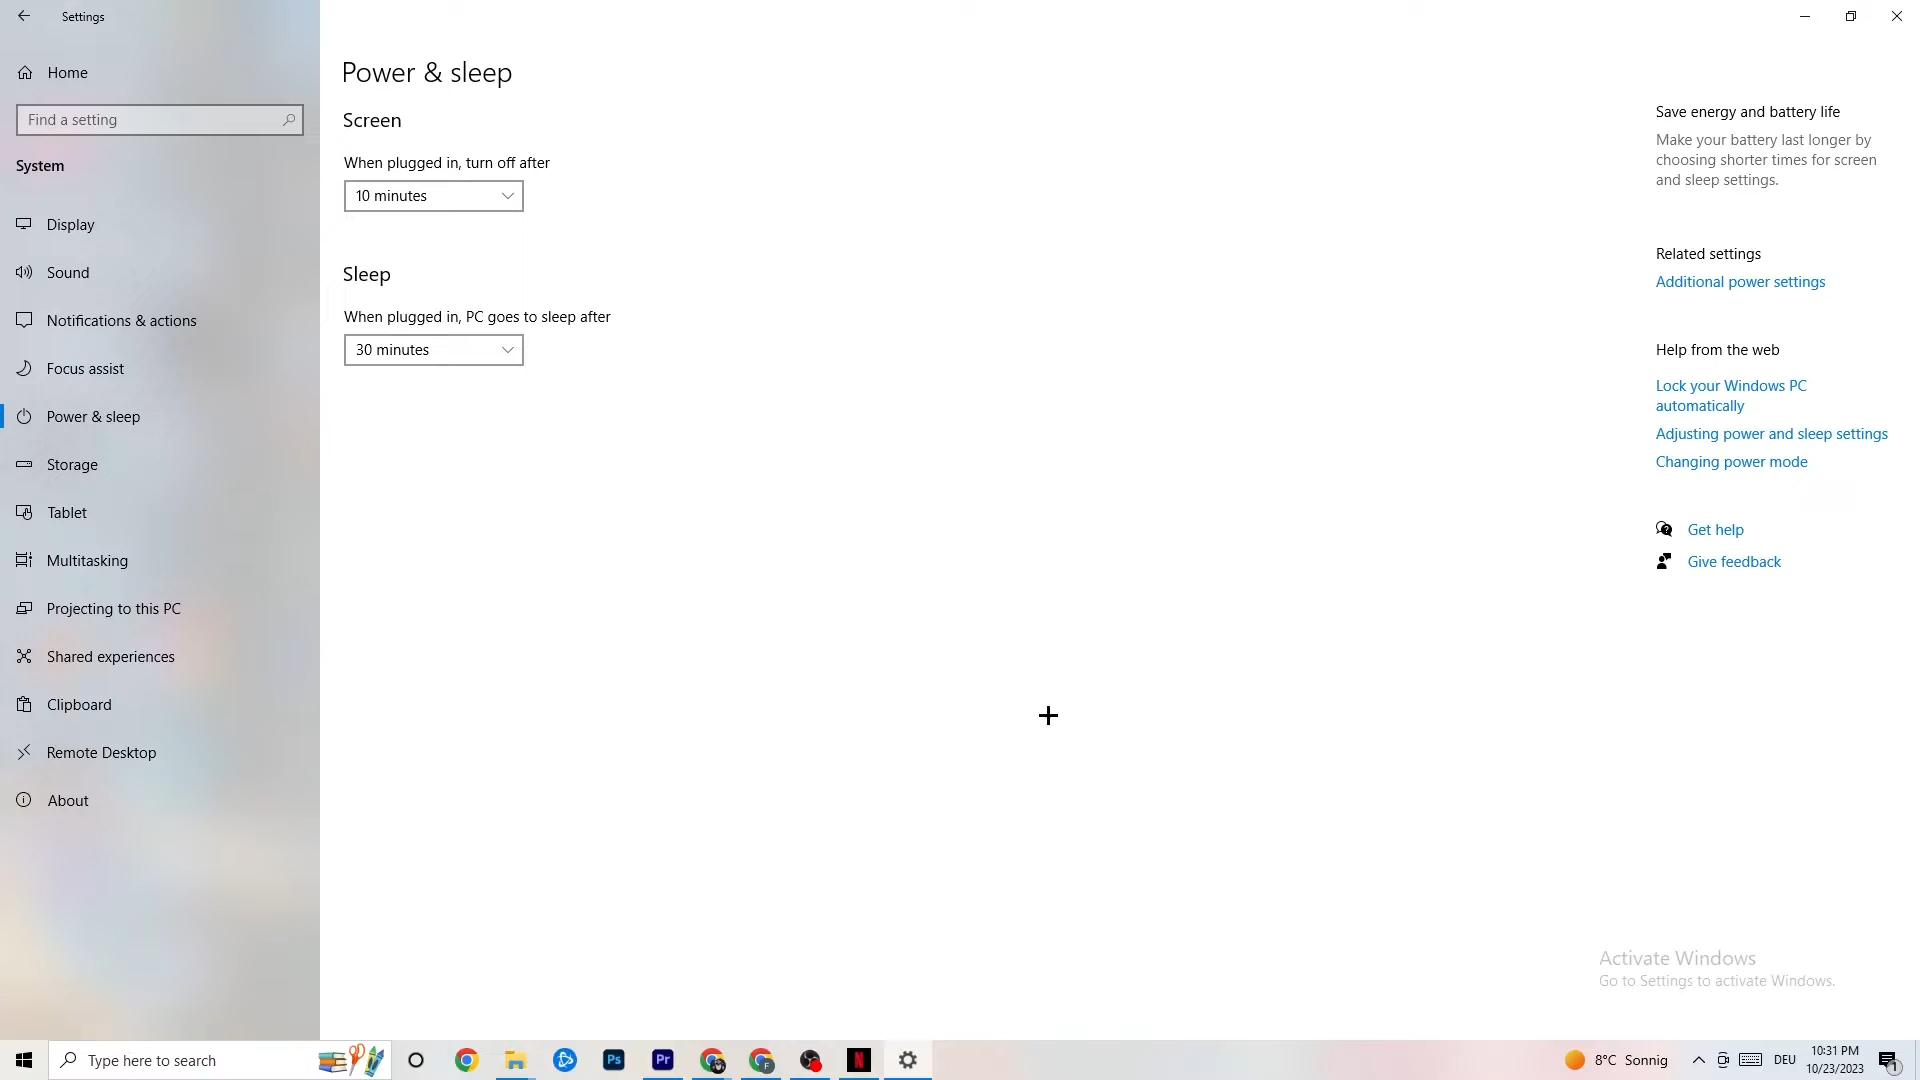 Settings
Home
Find a setting
System
Display
Sound
Notifications & actions
Focus assist
Power & sleep
Storage
Tablet
Multitasking
Projecting to this PC
Shared experiences
Clipboard
Remote Desktop
About
Power & sleep
Screen
When plugged in, turn off after
10 minutes
Sleep
When plugged in, PC goes to sleep after
30 minutes
Save energy and battery life
Make your battery last longer by
choosing shorter times for screen
and sleep settings.
Related settings
Additional power settings
Help from the web
Lock your Windows PC
automatically
Adjusting power and sleep settings
Changing power mode
Get help
Give feedback
Activate Windows
Go to Settings to activate Windows.
Type here to search
Ps
Pr
F
N
8°C Sonnig
DEU
10:31 PM
10/23/2023
1